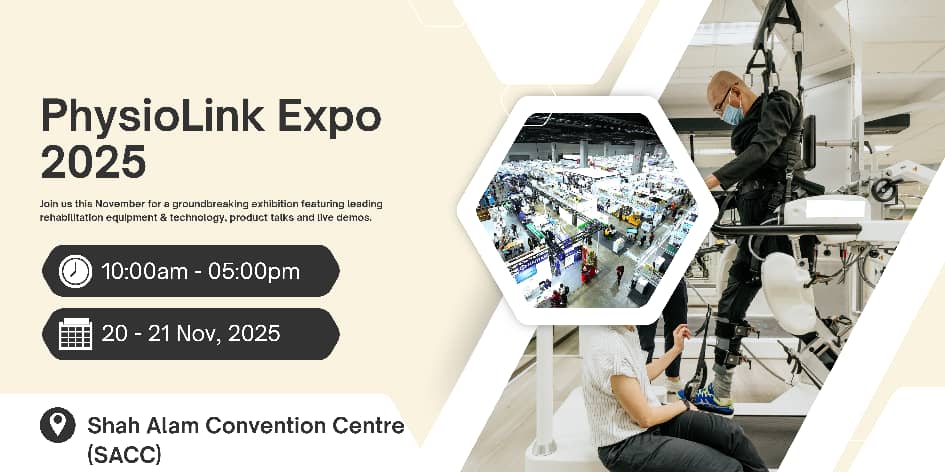 PhysioLink Expo
2025
Join us this November for a groundbreaking exhibition featuring leading
rehabilitation equipment & technology, product talks and live demos.
10:00am - 05:00pm
20 - 21 Nov, 2025
Shah Alam Convention Centre
(SACC)